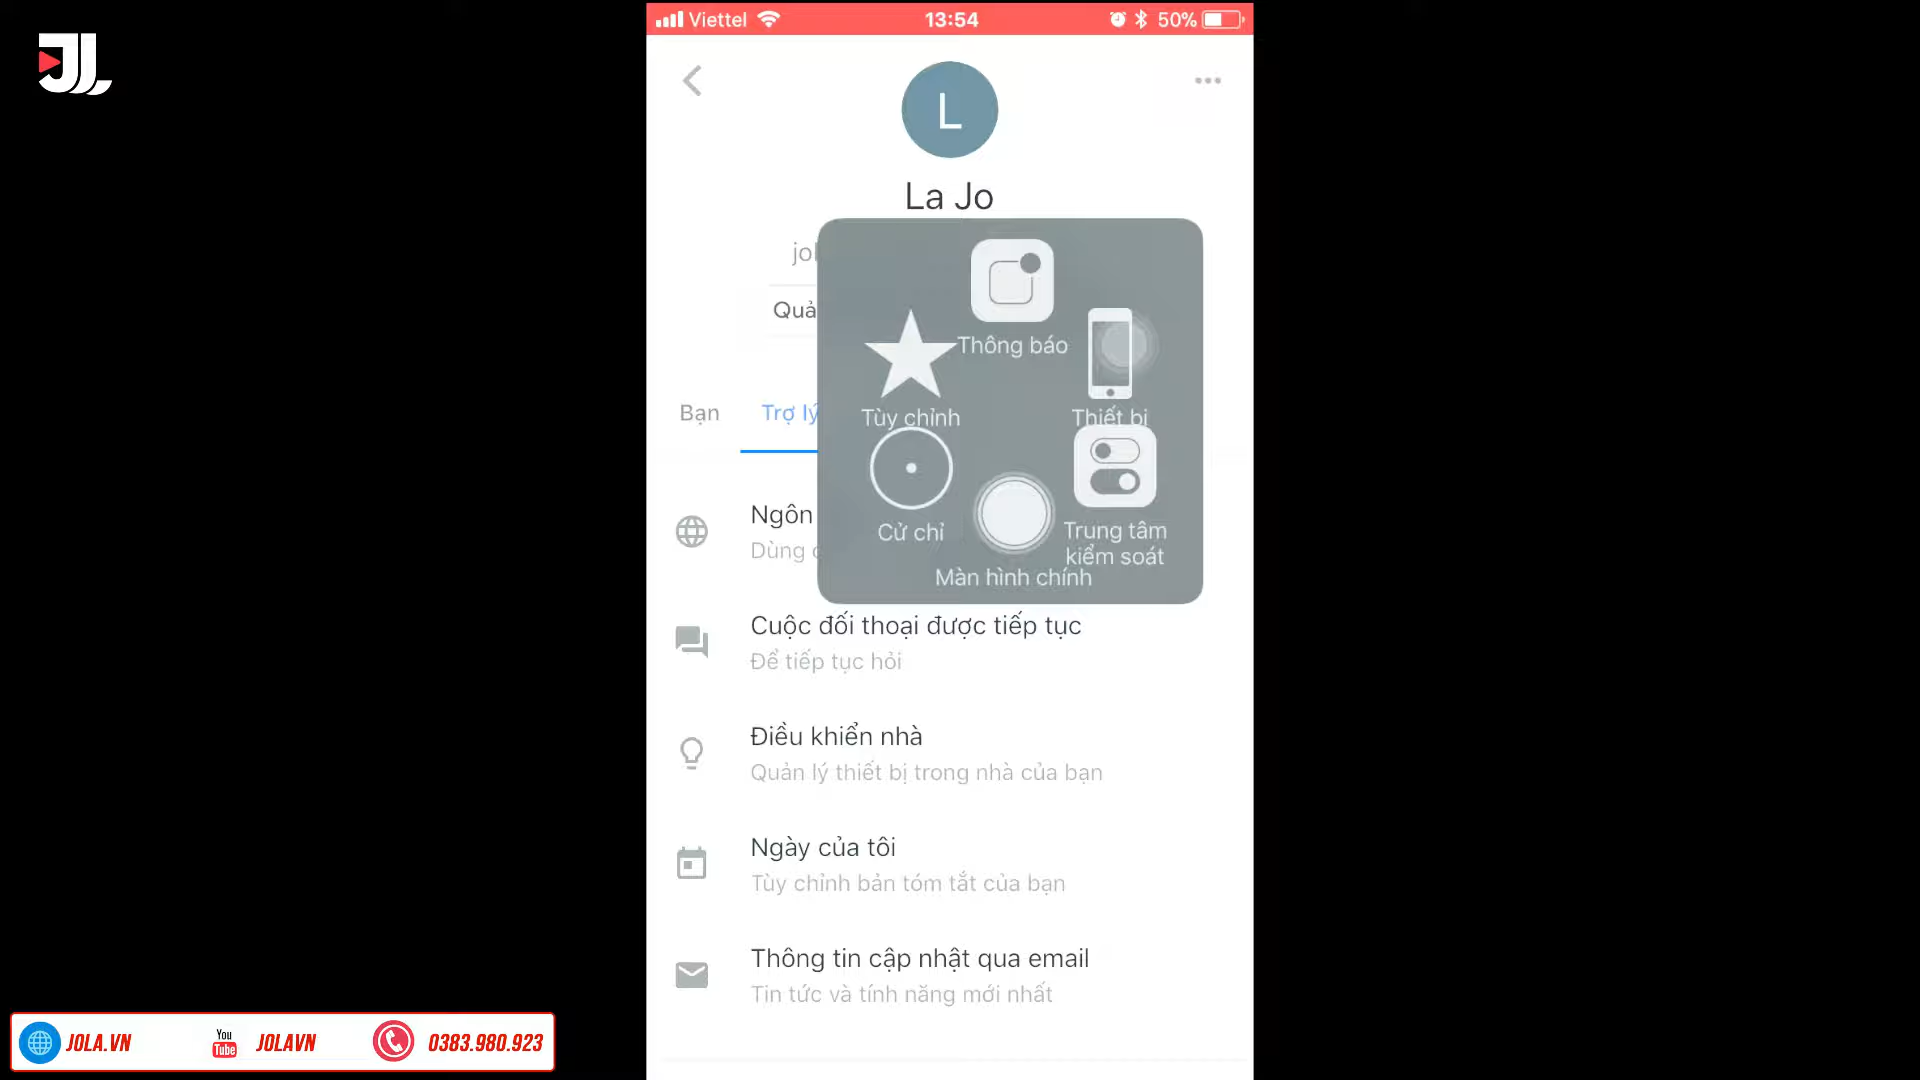 JL
Viettel 13:54 50%
L
La Jo
jol
Quả
Thông báo
Tùy chỉnh
Thiết bị
Bạn Trợ lý
Cử chỉ
Trung tâm
kiểm soát
Màn hình chính
Ngôn
Dùng
Cuộc đối thoại được tiếp tục
Để tiếp tục hỏi
Điều khiển nhà
Quản lý thiết bị trong nhà của bạn
Ngày của tôi
Tùy chỉnh bản tóm tắt của bạn
Thông tin cập nhật qua email
Tin tức và tính năng mới nhất
JOLA.VN You Tube JOLAVN 0383.980.923